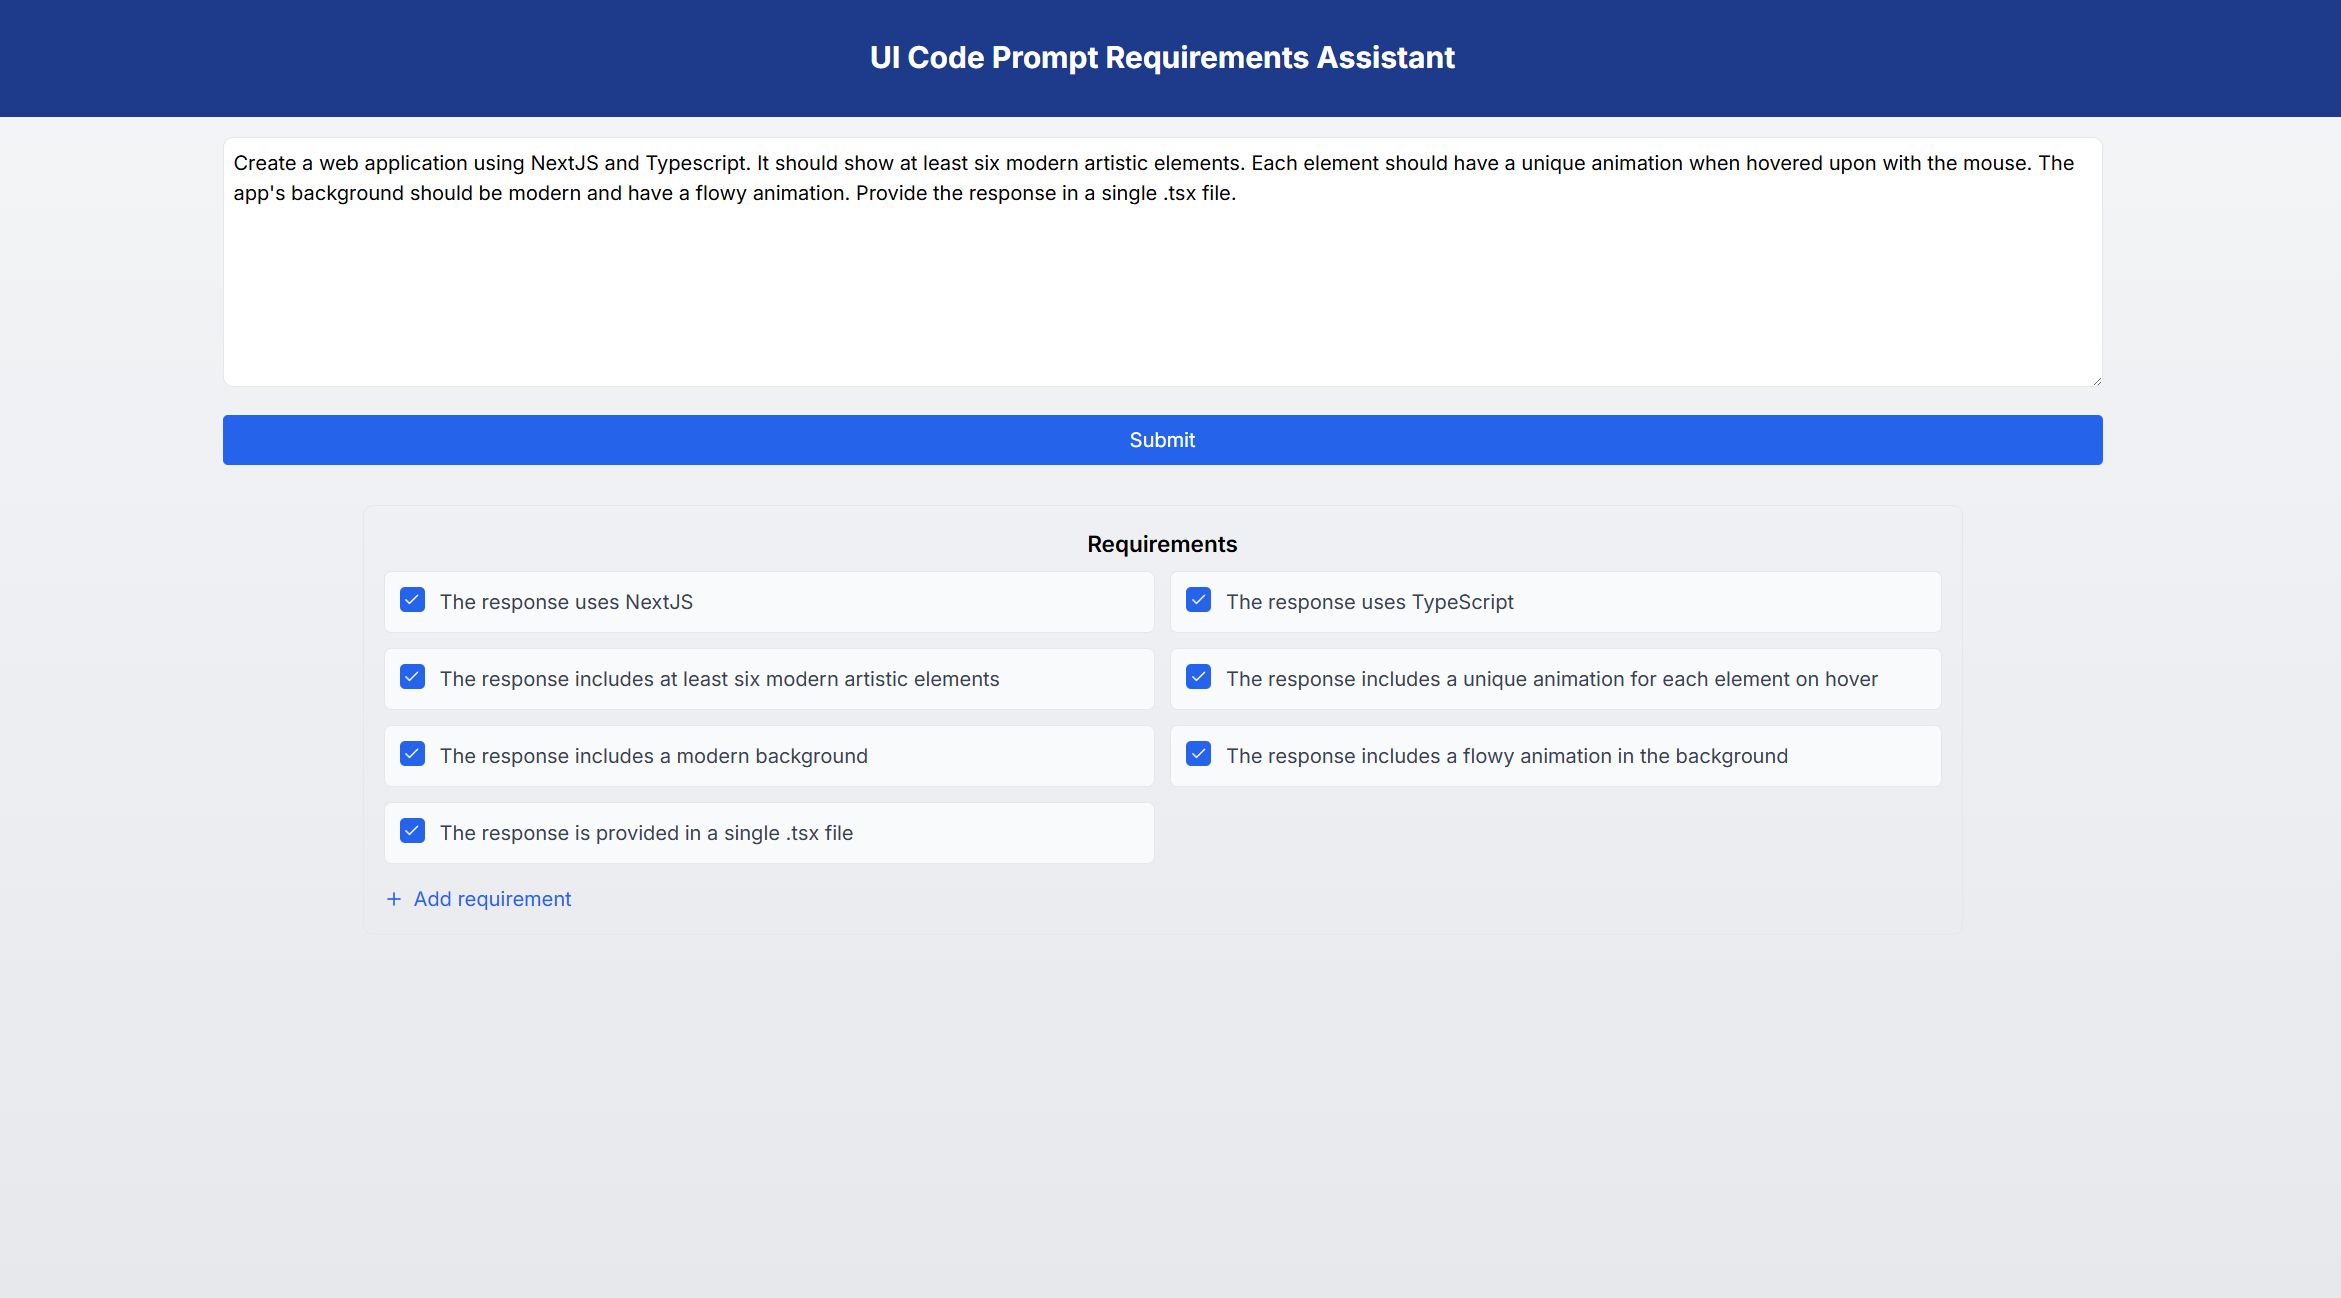 UI Code Prompt Requirements Assistant
Create a web application using NextJS and Typescript. It should show at least six modern artistic elements. Each element should have a unique animation when hovered upon with the mouse. The
app's background should be modern and have a flowy animation. Provide the response in a single .tsx file.
Submit
Requirements
The response uses NextJS
The response uses TypeScript
The response includes at least six modern artistic elements
The response includes a unique animation for each element on hover
The response includes a modern background
The response includes a flowy animation in the background
The response is provided in a single .tsx file
+ Add requirement